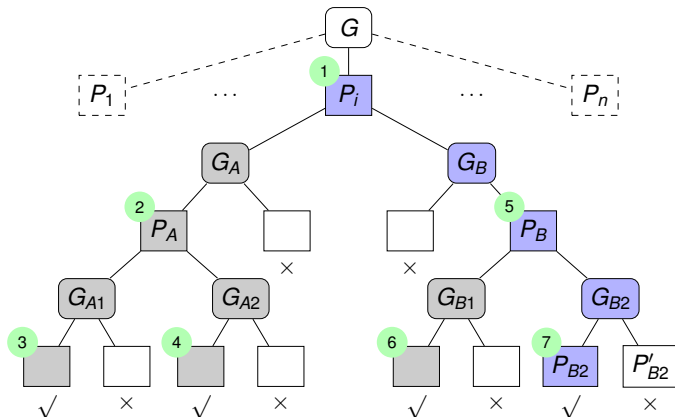 G
1
P1 ... Pi ... Pn
GA GB
2 5
PA PB
× ×
GA1 GA2 GB1 GB2
3 4 6 7
PB2 P′B2
√ × √ × √ × √ ×